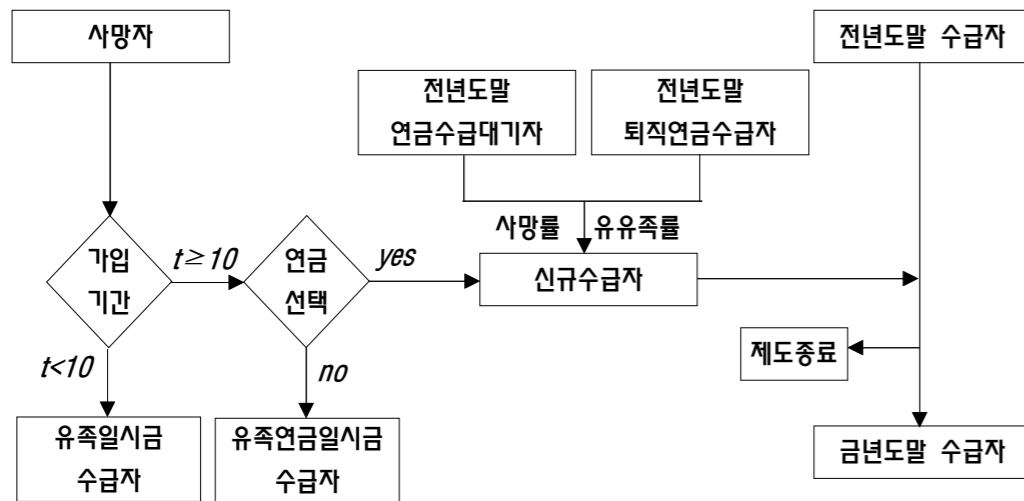 사망자
전년도말 수급자
전년도말
연금수급대기자
전년도말
퇴직연금수급자
사망률
유유족률
가입
기간
t≥10
연금
선택
yes
신규수급자
제도종료
t<10
no
유족일시금
수급자
유족연금일시금
수급자
금년도말 수급자